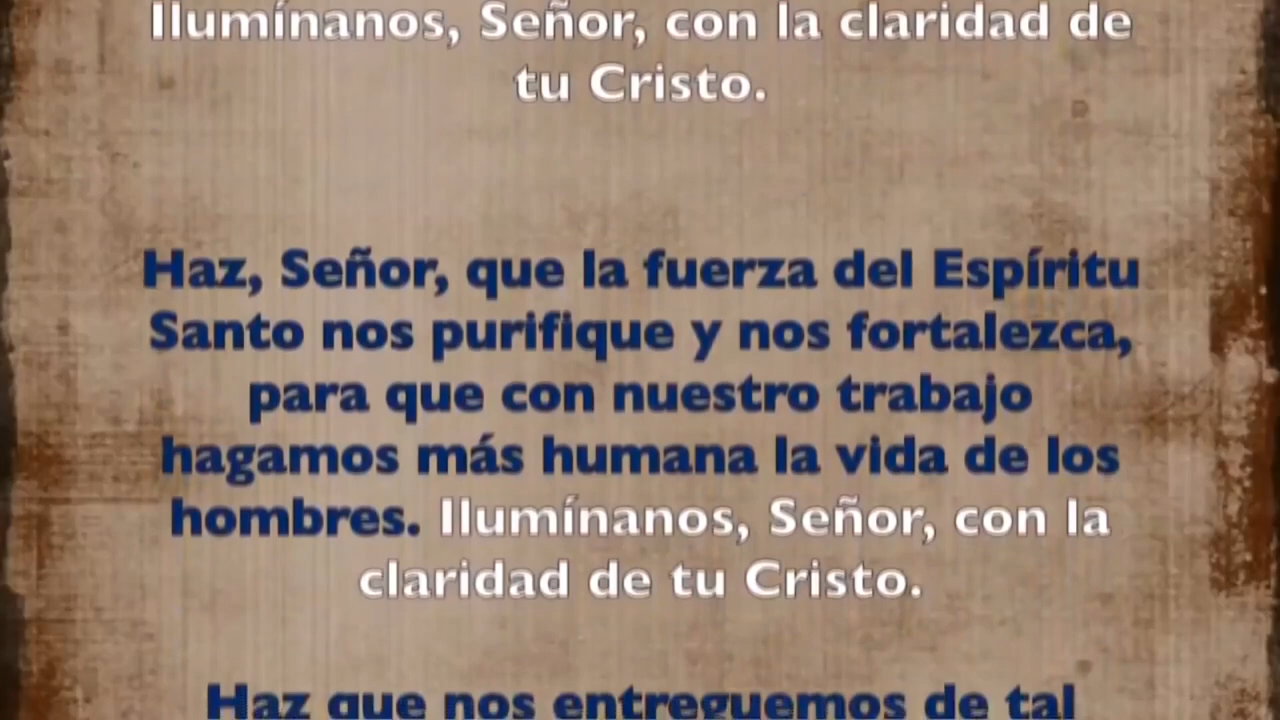 Ilumínanos, Señor, con la claridad de
tu Cristo.
Haz, Señor, que la fuerza del Espíritu
Santo nos purifique y nos fortalezca,
para que con nuestro trabajo
hagamos más humana la vida de los
hombres. Ilumínanos, Señor, con la
claridad de tu Cristo.
Haz que nos entreguemos de tal